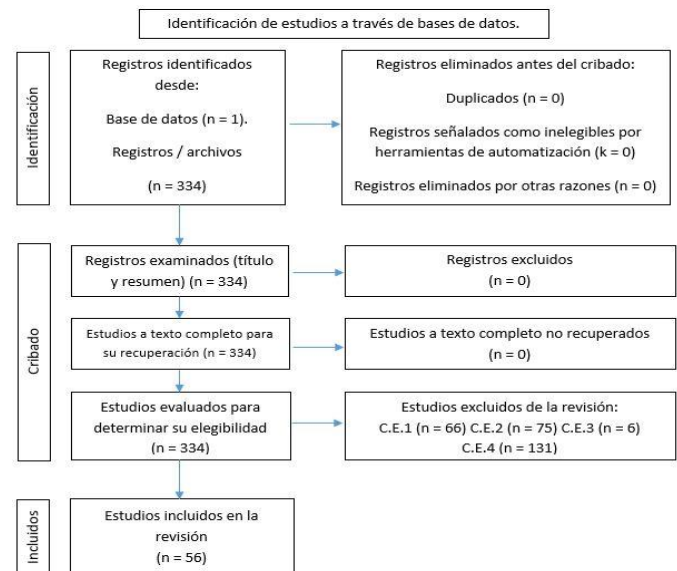 Identificación de estudios a través de bases de datos.
Identificación
Registros identificados
desde:
Base de datos (n = 1).
Registros / archivos
(n = 334)
Registros eliminados antes del cribado:
Duplicados (n = 0)
Registros señalados como inelegibles por
herramientas de automatización (k = 0)
Registros eliminados por otras razones (n = 0)
Cribado
Registros examinados (título
y resumen) (n = 334)
Registros excluidos
(n = 0)
Estudios a texto completo para
su recuperación (n = 334)
Estudios a texto completo no recuperados
(n = 0)
Estudios evaluados para
determinar su elegibilidad
(n = 334)
Estudios excluidos de la revisión:
C.E.1 (n = 66) C.E.2 (n = 75) C.E.3 (n = 6)
C.E.4 (n = 131)
Incluidos
Estudios incluidos en la
revisión
(n = 56)